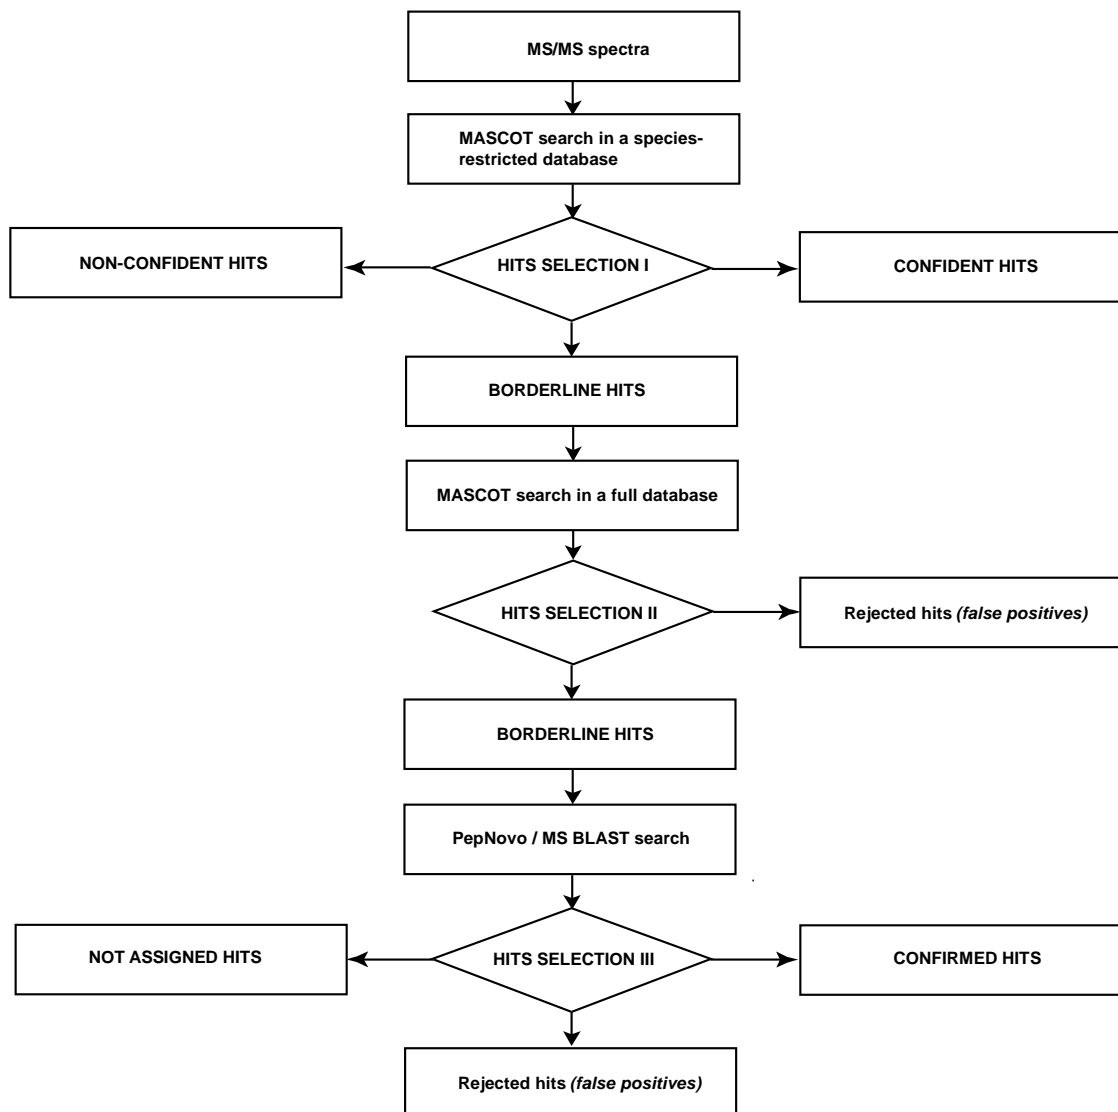 MS/MS spectra
MASCOT search in a species-
restricted database
NON-CONFIDENT HITS
HITS SELECTION I
CONFIDENT HITS
BORDERLINE HITS
MASCOT search in a full database
HITS SELECTION II
Rejected hits (false positives)
BORDERLINE HITS
PepNovo / MS BLAST search
NOT ASSIGNED HITS
HITS SELECTION III
CONFIRMED HITS
Rejected hits (false positives)